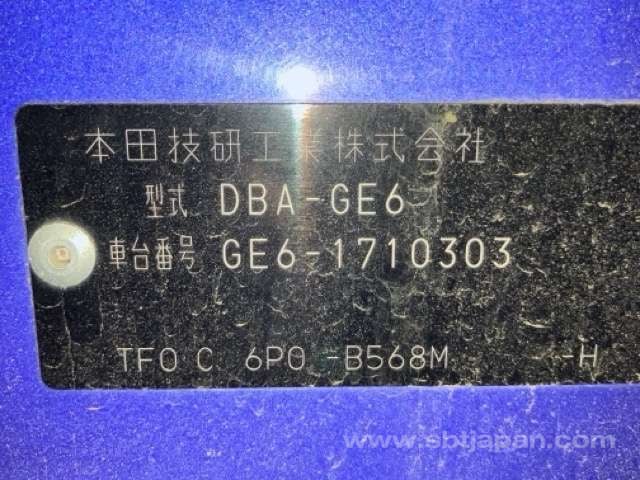 本田技研工業株式会社
型式 DBA-GE6
車台番号 GE6-1710303
TF0 C 6P0 -B568M -H
www.sbtjapan.com